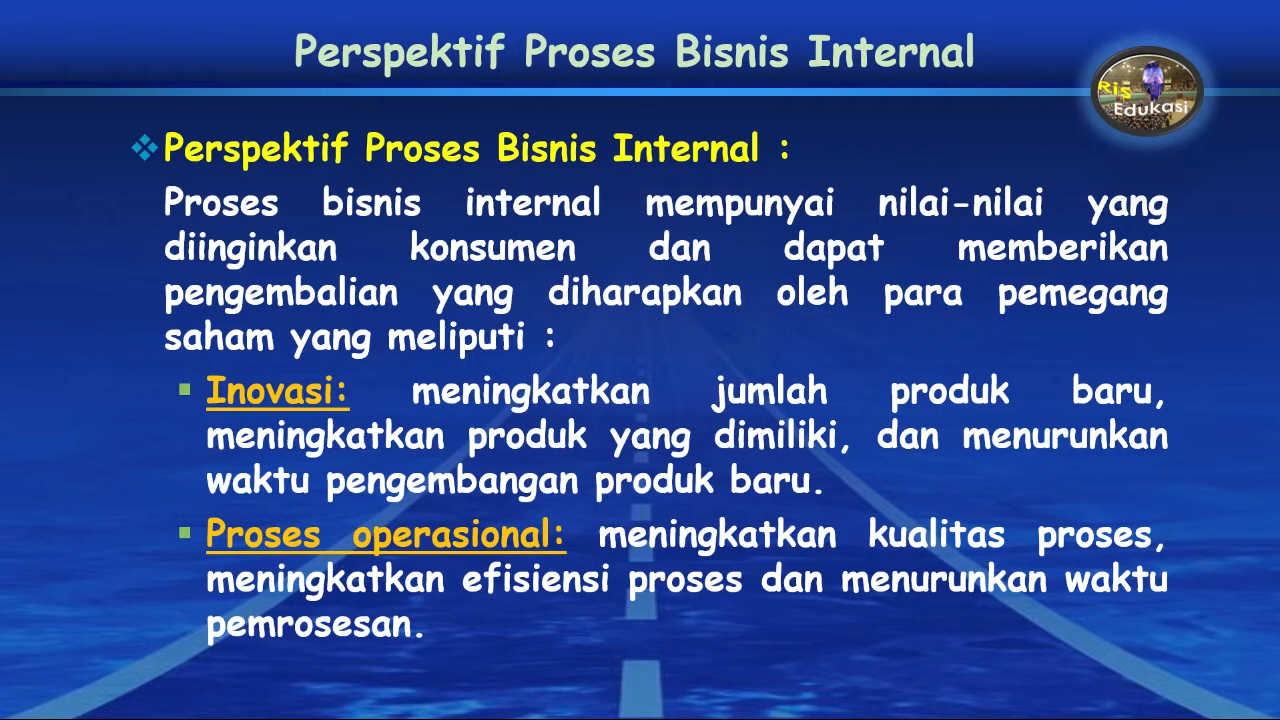 Perspektif Proses Bisnis Internal
Ris
Edukasi
Perspektif Proses Bisnis Internal :
Proses bisnis internal mempunyai nilai-nilai yang
diinginkan konsumen dan dapat memberikan
pengembalian yang diharapkan oleh para pemegang
saham yang meliputi :
Inovasi: meningkatkan jumlah produk baru,
meningkatkan produk yang dimiliki, dan menurunkan
waktu pengembangan produk baru.
Proses operasional: meningkatkan kualitas proses,
meningkatkan efisiensi proses dan menurunkan waktu
pemrosesan.